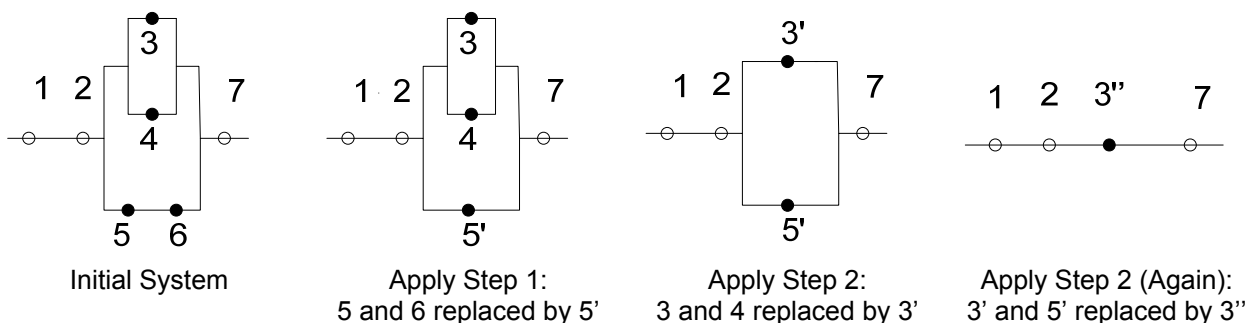 3
1 2 7
4
5 6
Initial System
3
1 2 7
4
5'
Apply Step 1:
5 and 6 replaced by 5’
3'
1 2 7
5'
Apply Step 2:
3 and 4 replaced by 3’
1 2 3'' 7
Apply Step 2 (Again):
3’ and 5’ replaced by 3’’